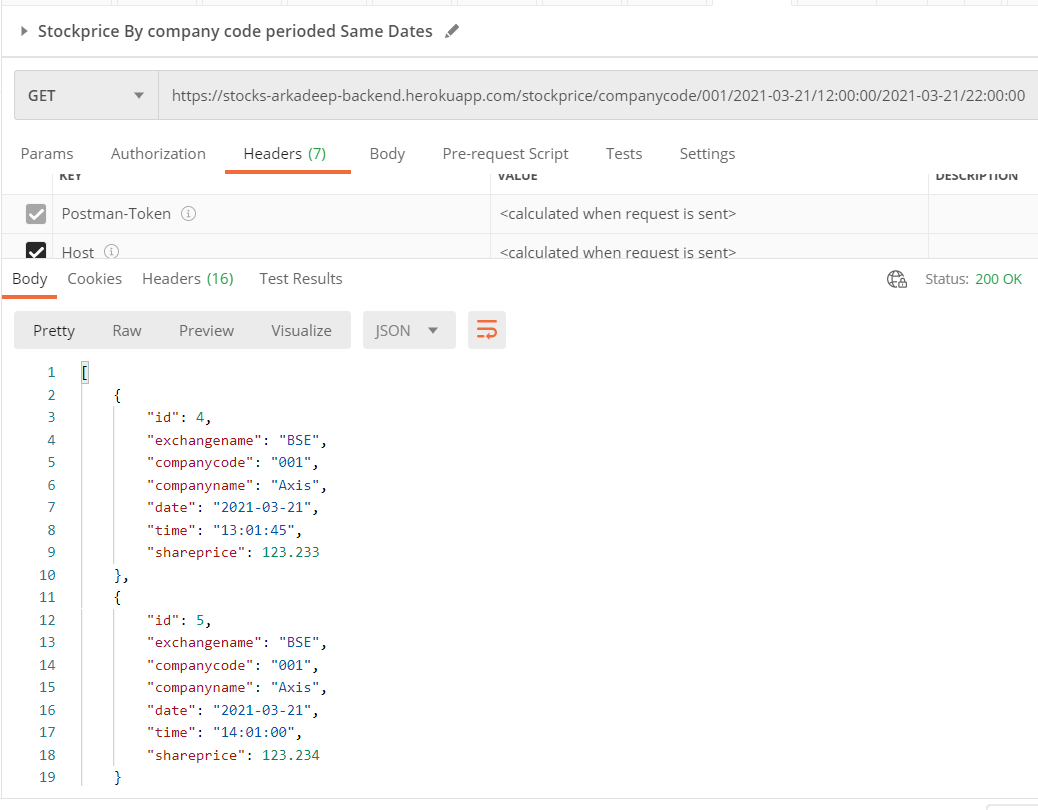 Stockprice By company code perioded Same Dates
GET https://stocks-arkadeep-backend.herokuapp.com/stockprice/companycode/001/2021-03-21/12:00:00/2021-03-21/22:00:00
Params Authorization Headers (7) Body Pre-request Script Tests Settings
KEY VALUE DESCRIPTION
Postman-Token <calculated when request is sent>
Host <calculated when request is sent>
Body Cookies Headers (16) Test Results Status: 200 OK
Pretty Raw Preview Visualize JSON
1 [
2 {
3 "id": 4,
4 "exchangename": "BSE",
5 "companycode": "001",
6 "companyname": "Axis",
7 "date": "2021-03-21",
8 "time": "13:01:45",
9 "shareprice": 123.233
10 },
11 {
12 "id": 5,
13 "exchangename": "BSE",
14 "companycode": "001",
15 "companyname": "Axis",
16 "date": "2021-03-21",
17 "time": "14:01:00",
18 "shareprice": 123.234
19 }